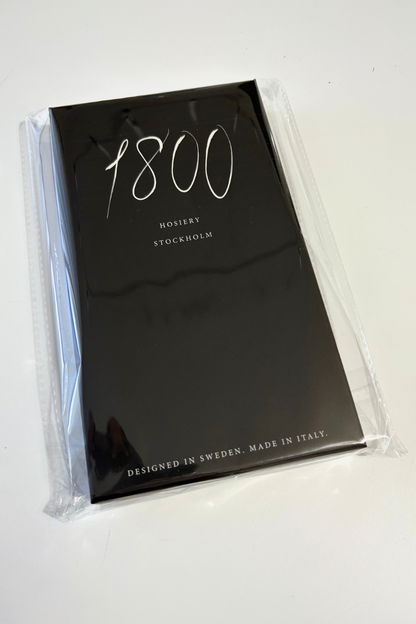 1800
HOSIERY
STOCKHOLM
DESIGNED IN SWEDEN. MADE IN ITALY.